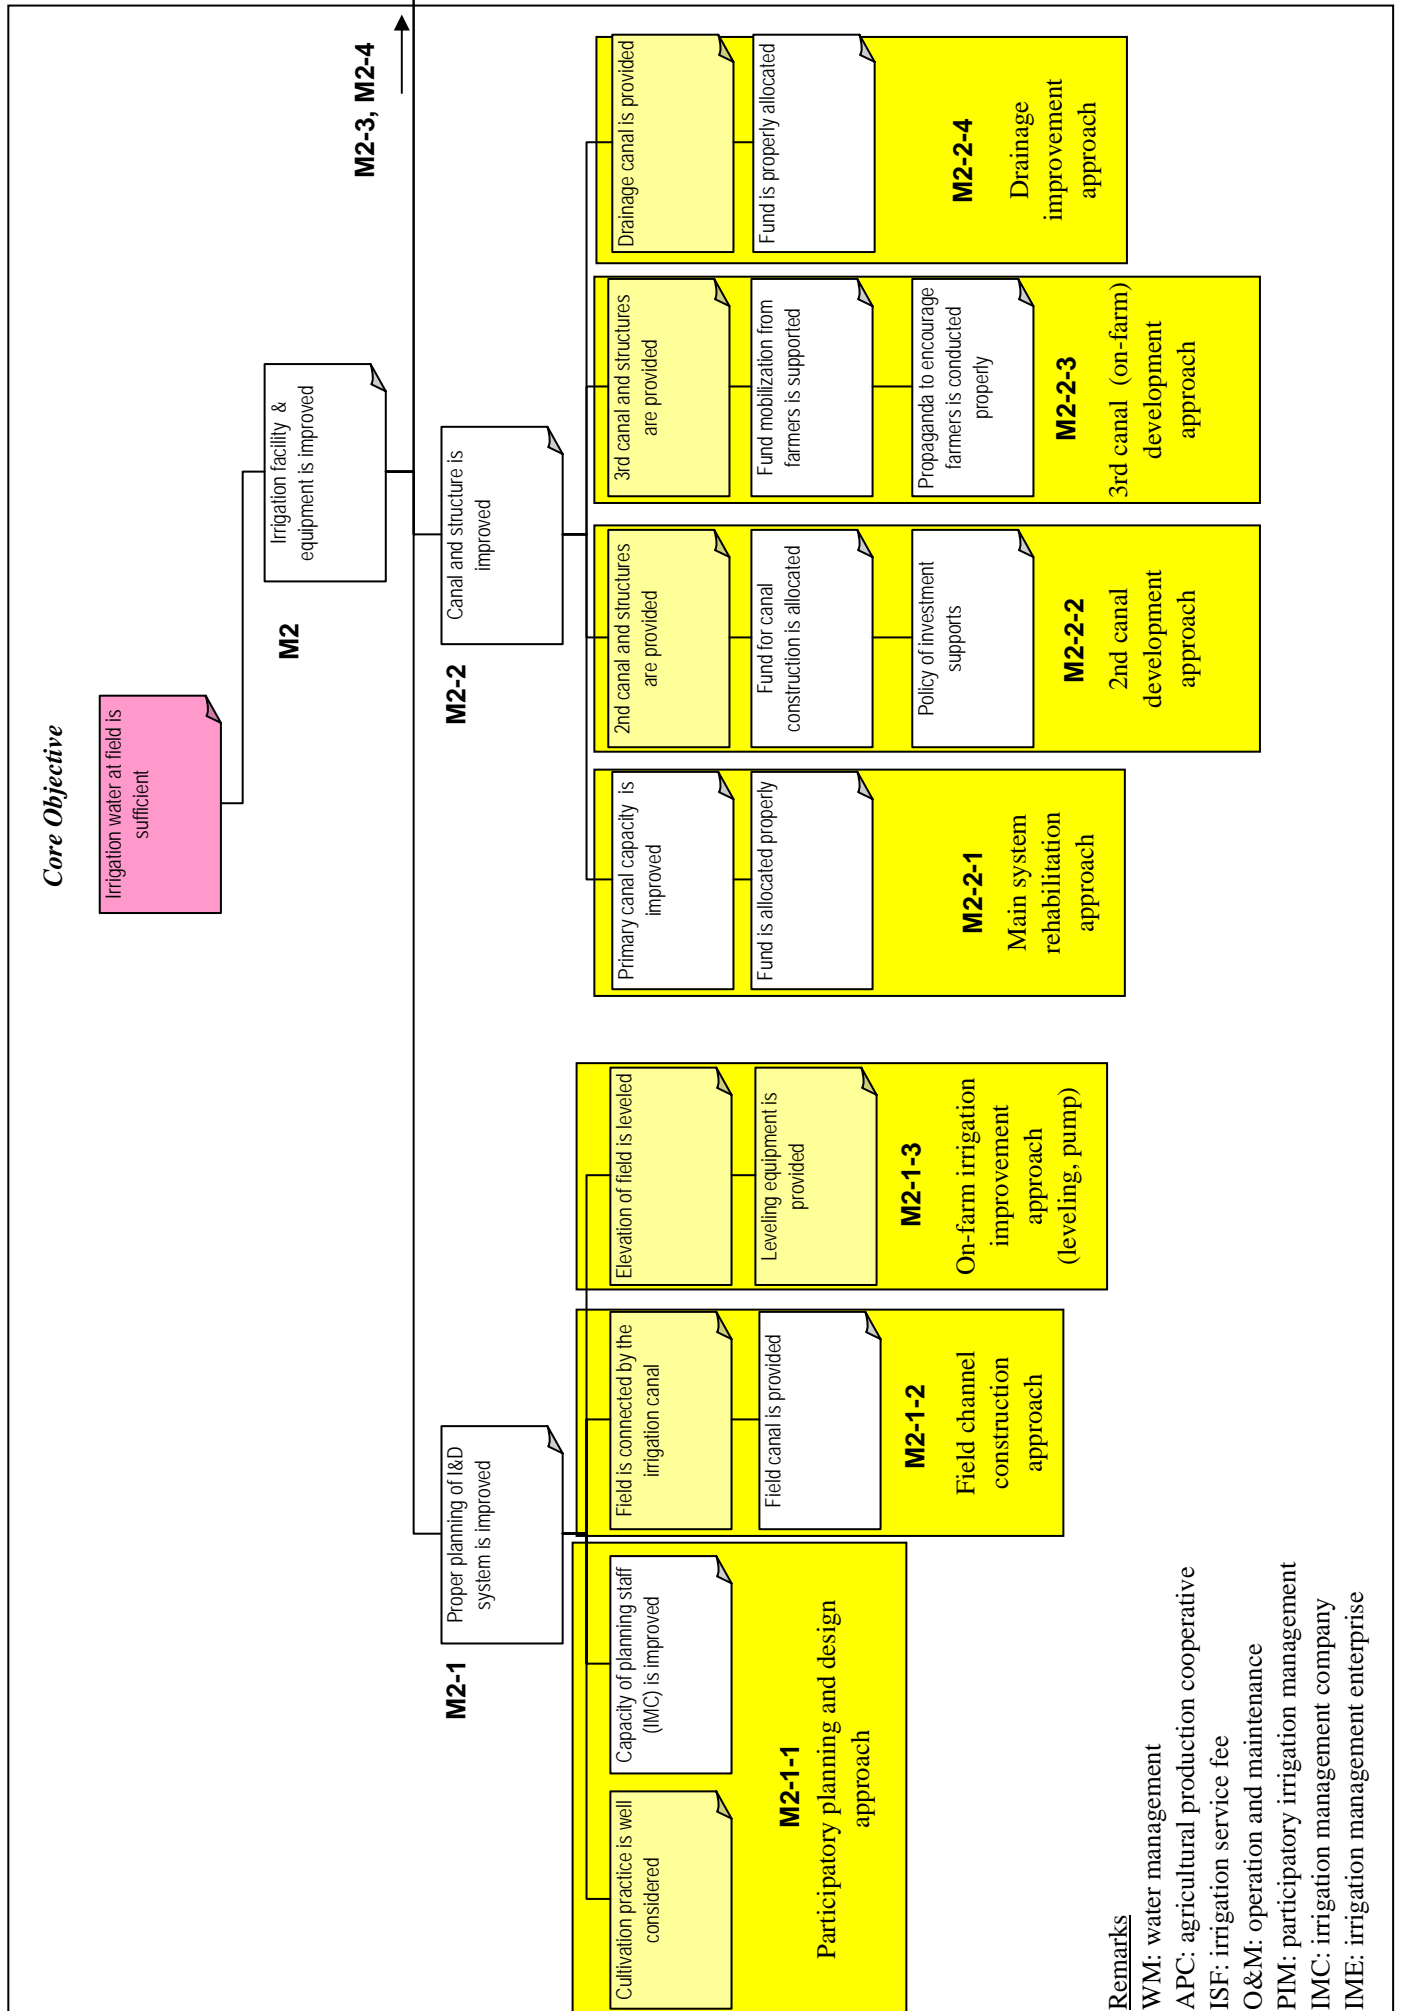 Core Objective
Irrigation water at field is
sufficient
M2
Irrigation facility &
equipment is improved
M2-3, M2-4
M2-1
Proper planning of I&D
system is improved
M2-2
Canal and structure is
improved
Cultivation practice is well
considered
Capacity of planning staff
(IMC) is improved
M2-1-1
Participatory planning and design
approach
Field is connected by the
irrigation canal
Field canal is provided
M2-1-2
Field channel
construction
approach
Elevation of field is leveled
Leveling equipment is
provided
M2-1-3
On-farm irrigation
improvement
approach
(leveling, pump)
Primary canal capacity is
improved
Fund is allocated properly
M2-2-1
Main system
rehabilitation
approach
2nd canal and structures
are provided
Fund for canal
construction is allocated
Policy of investment
supports
M2-2-2
2nd canal
development
approach
3rd canal and structures
are provided
Fund mobilization from
farmers is supported
Propaganda to encourage
farmers is conducted
properly
M2-2-3
3rd canal (on-farm)
development
approach
Drainage canal is provided
Fund is properly allocated
M2-2-4
Drainage
improvement
approach
Remarks
WM: water management
APC: agricultural production cooperative
ISF: irrigation service fee
O&M: operation and maintenance
PIM: participatory irrigation management
IMC: irrigation management company
IME: irrigation management enterprise